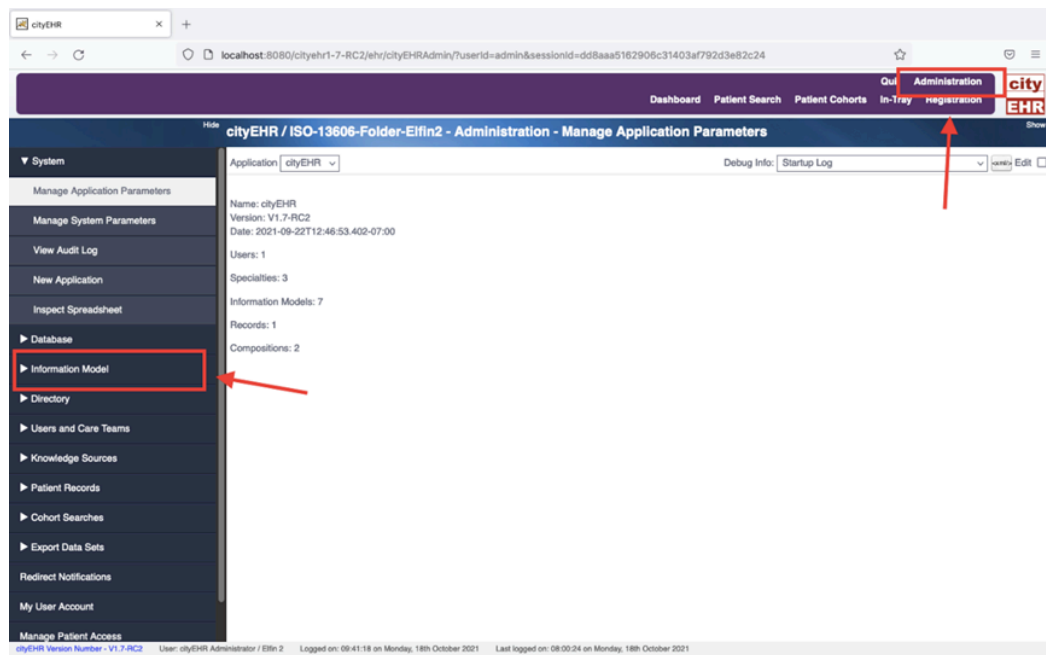 cityEHR × +
localhost:8080/cityehr1-7-RC2/ehr/cityEHRAdmin/?userId=admin&sessionId=dd8aaa5162906c31403af792d3e82c24
Administration
Dashboard Patient Search Patient Cohorts In-Tray Registration
city
EHR
Hide cityEHR / ISO-13606-Folder-Elfin2 - Administration - Manage Application Parameters Show
▼ System
Application cityEHR Debug Info: Startup Log <xml/> Edit
Manage Application Parameters
Name: cityEHR
Manage System Parameters
Version: V1.7-RC2
Date: 2021-09-22T12:46:53.402-07:00
View Audit Log
Users: 1
New Application
Specialties: 3
Inspect Spreadsheet
Information Models: 7
Records: 1
▶ Database
Compositions: 2
▶ Information Model
▶ Directory
▶ Users and Care Teams
▶ Knowledge Sources
▶ Patient Records
▶ Cohort Searches
▶ Export Data Sets
Redirect Notifications
My User Account
Manage Patient Access
cityEHR Version Number - V1.7-RC2 User: cityEHR Administrator / Elfin 2 Logged on: 09:41:18 on Monday, 18th October 2021 Last logged on: 08:00:24 on Monday, 18th October 2021